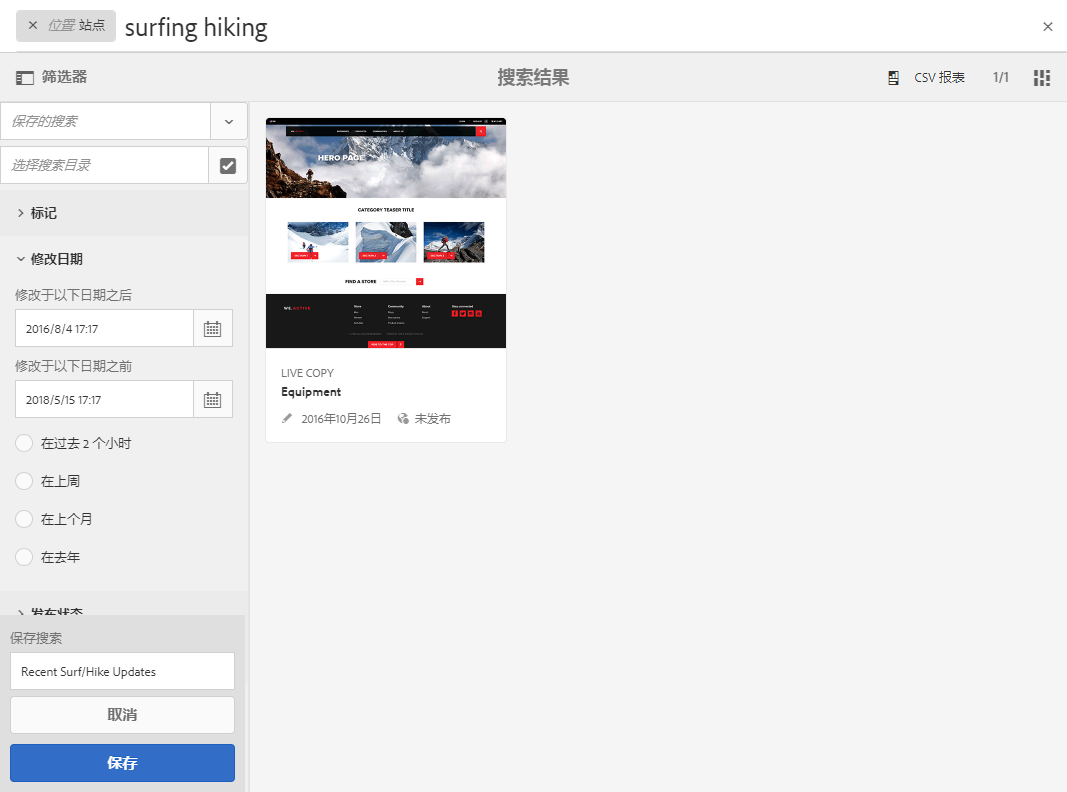 × 位置: 站点 surfing hiking ×
筛选器 搜索结果 CSV 报表 1/1
保存的搜索
选择搜索目录
标记
修改日期
修改于以下日期之后
2016/8/4 17:17
修改于以下日期之前
2018/5/15 17:17
在过去 2 个小时
在上周
在上个月
在去年
发布状态
保存搜索
Recent Surf/Hike Updates
取消
保存
HERO PAGE
CATEGORY TEASER TITLE
FIND A STORE
LIVE COPY
Equipment
2016年10月26日 未发布